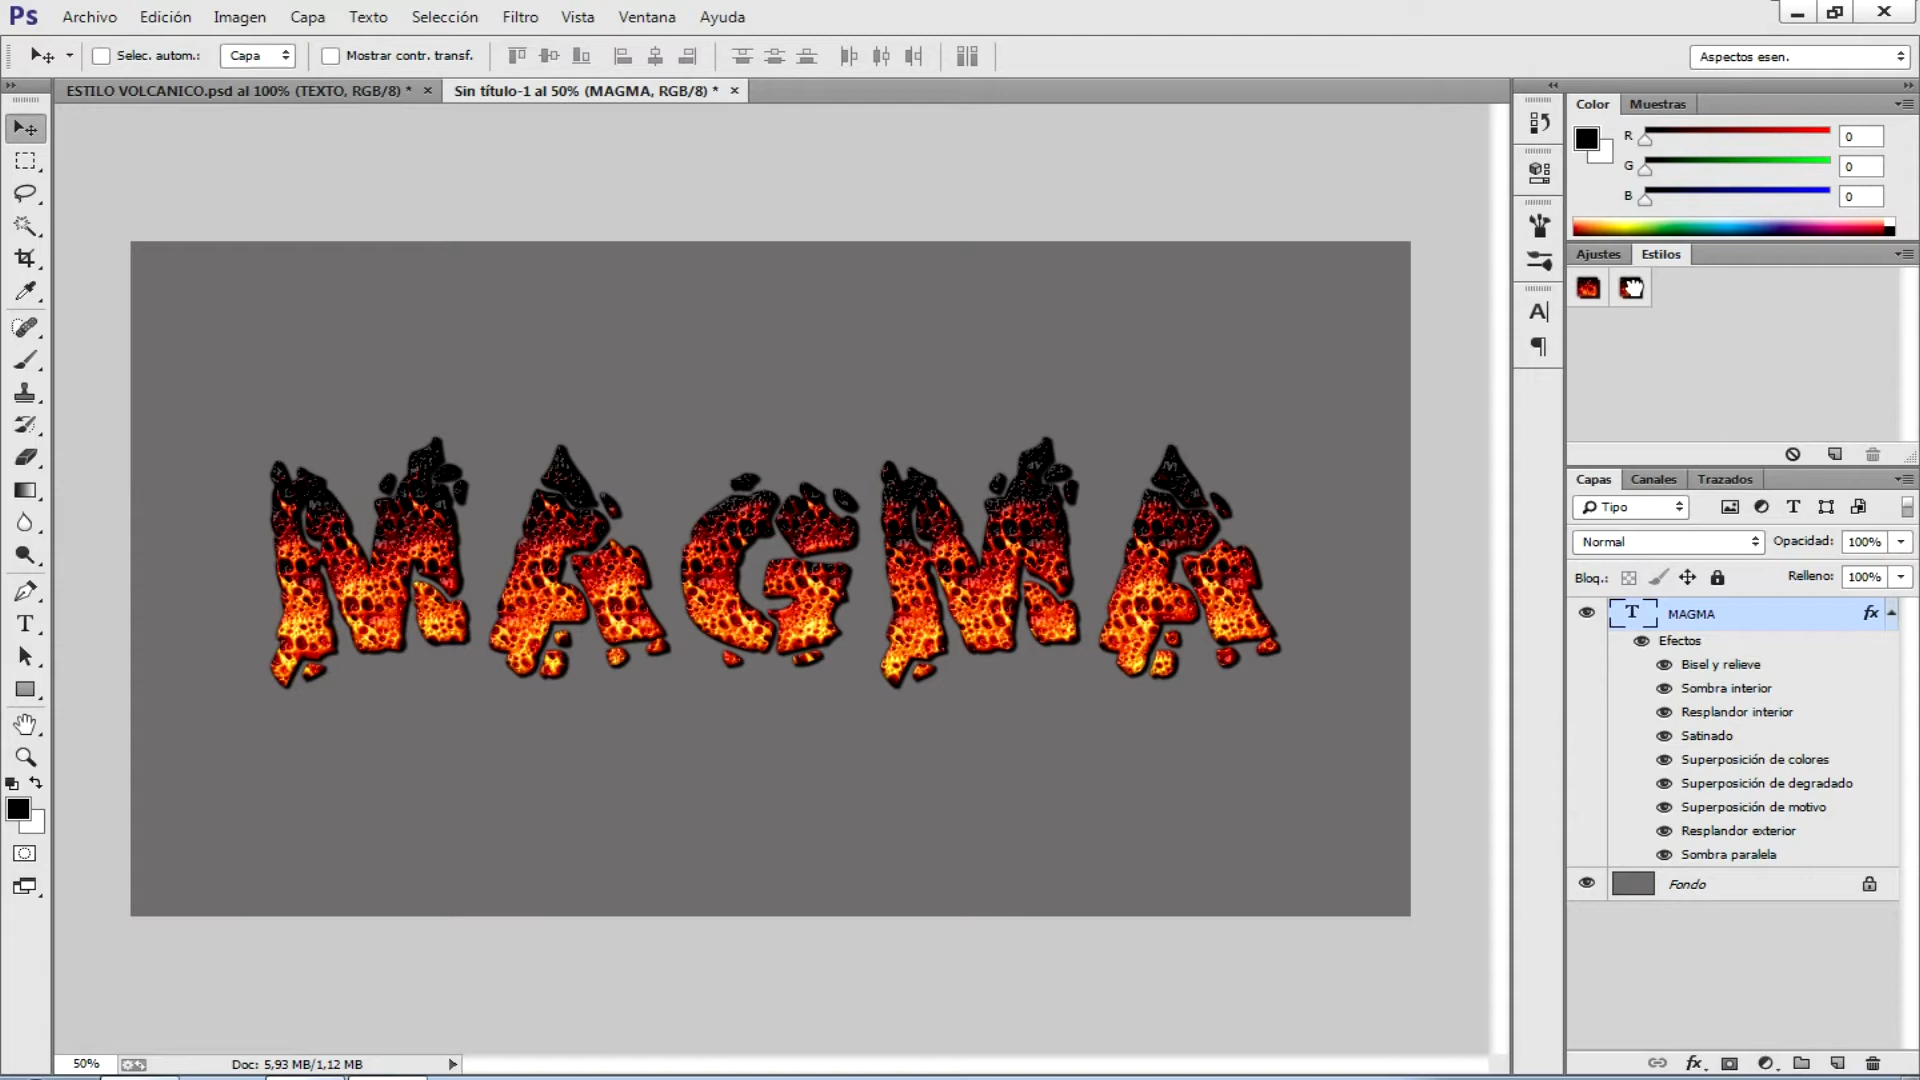 Ps Archivo Edición Imagen Capa Texto Selección Filtro Vista Ventana Ayuda
Selec. autom.: Capa Mostrar contr. transf. Aspectos esen.
ESTILO VOLCANICO.psd al 100% (TEXTO, RGB/8) * × Sin título-1 al 50% (MAGMA, RGB/8) * ×
Color Muestras
R 0
G 0
B 0
Ajustes Estilos
MAGMA
Capas Canales Trazados
Tipo
Normal Opacidad: 100%
Bloq.: Relleno: 100%
T MAGMA fx
Efectos
Bisel y relieve
Sombra interior
Resplandor interior
Satinado
Superposición de colores
Superposición de degradado
Superposición de motivo
Resplandor exterior
Sombra paralela
Fondo
50% Doc: 5,93 MB/1,12 MB